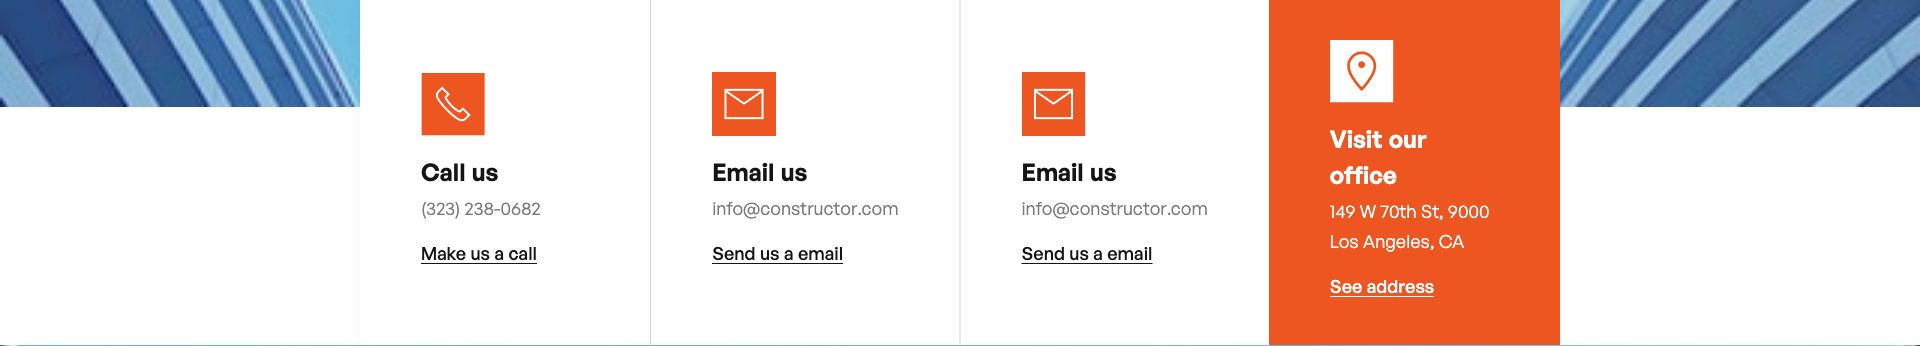 Call us
(323) 238-0682
Make us a call
Email us
info@constructor.com
Send us a email
Email us
info@constructor.com
Send us a email
Visit our
office
149 W 70th St, 9000
Los Angeles, CA
See address